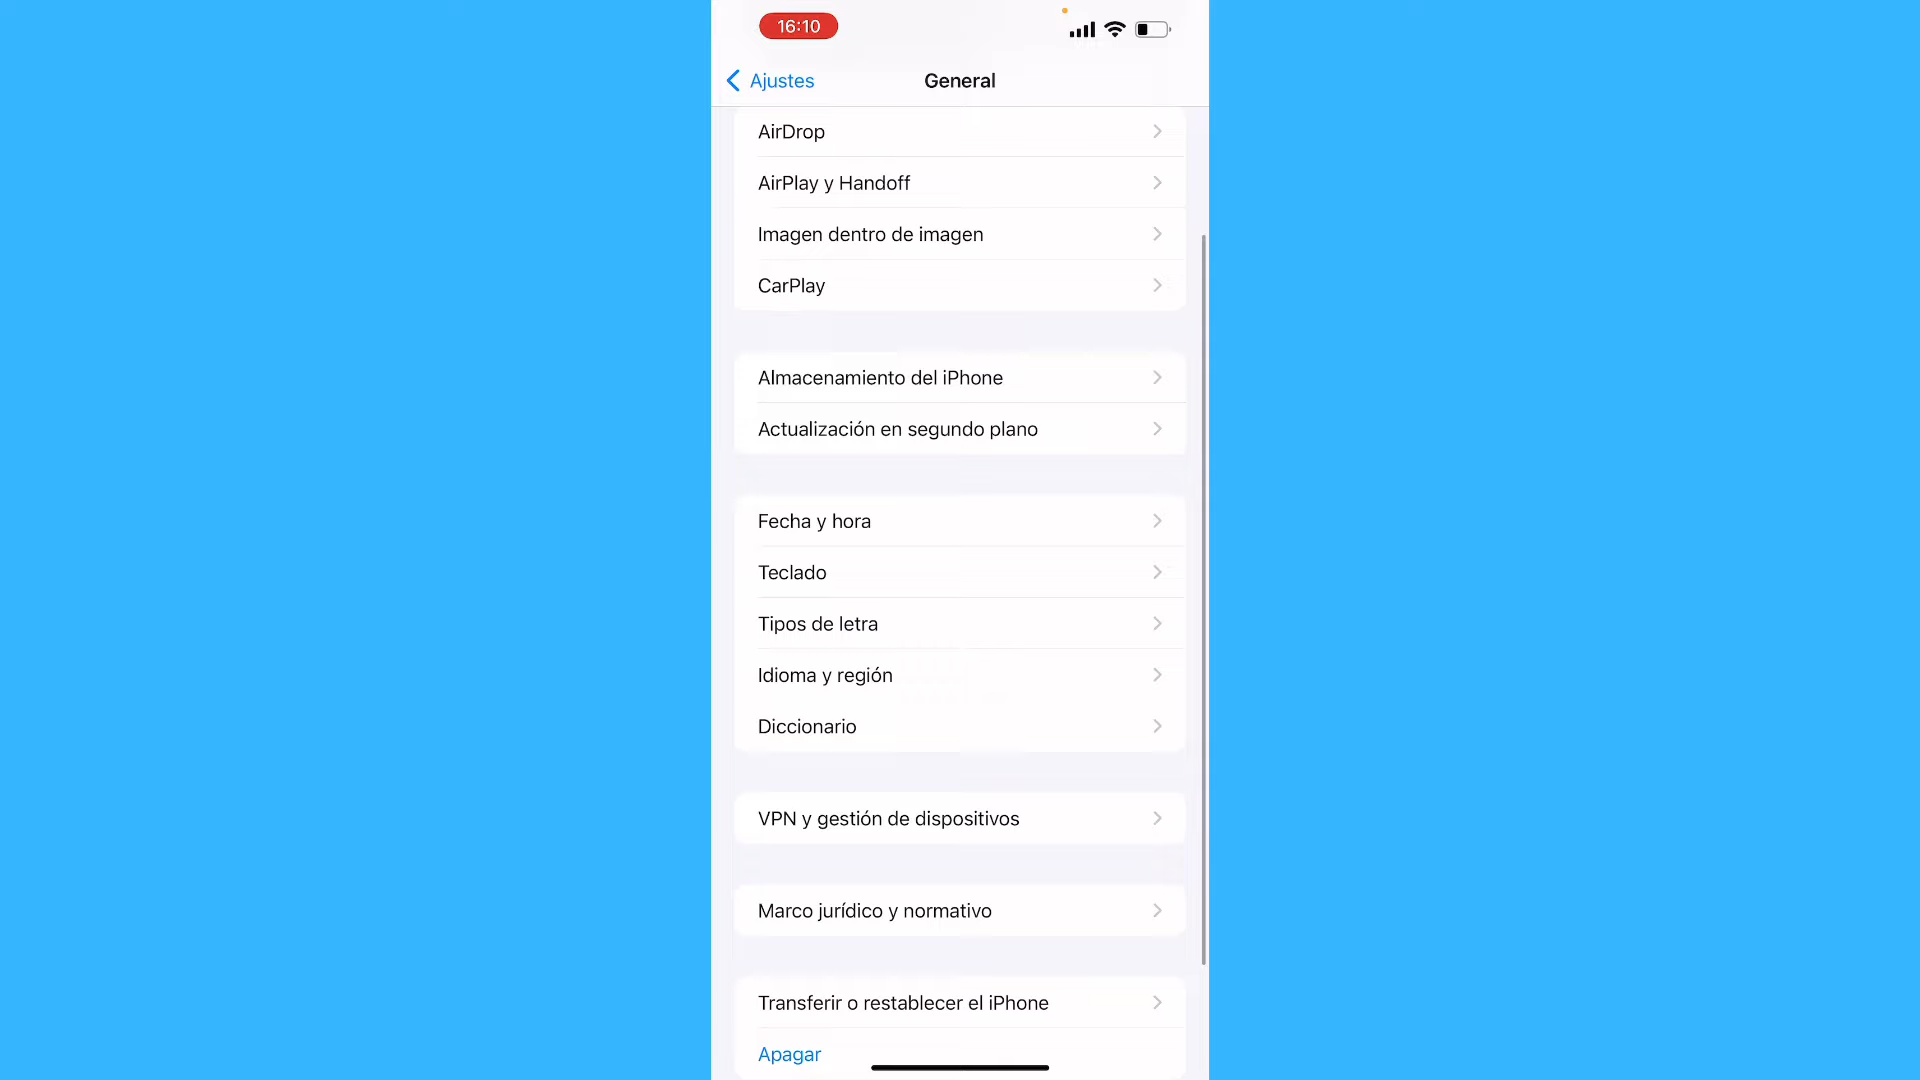 16:10
Ajustes
General
AirDrop
AirPlay y Handoff
Imagen dentro de imagen
CarPlay
Almacenamiento del iPhone
Actualización en segundo plano
Fecha y hora
Teclado
Tipos de letra
Idioma y región
Diccionario
VPN y gestión de dispositivos
Marco jurídico y normativo
Transferir o restablecer el iPhone
Apagar